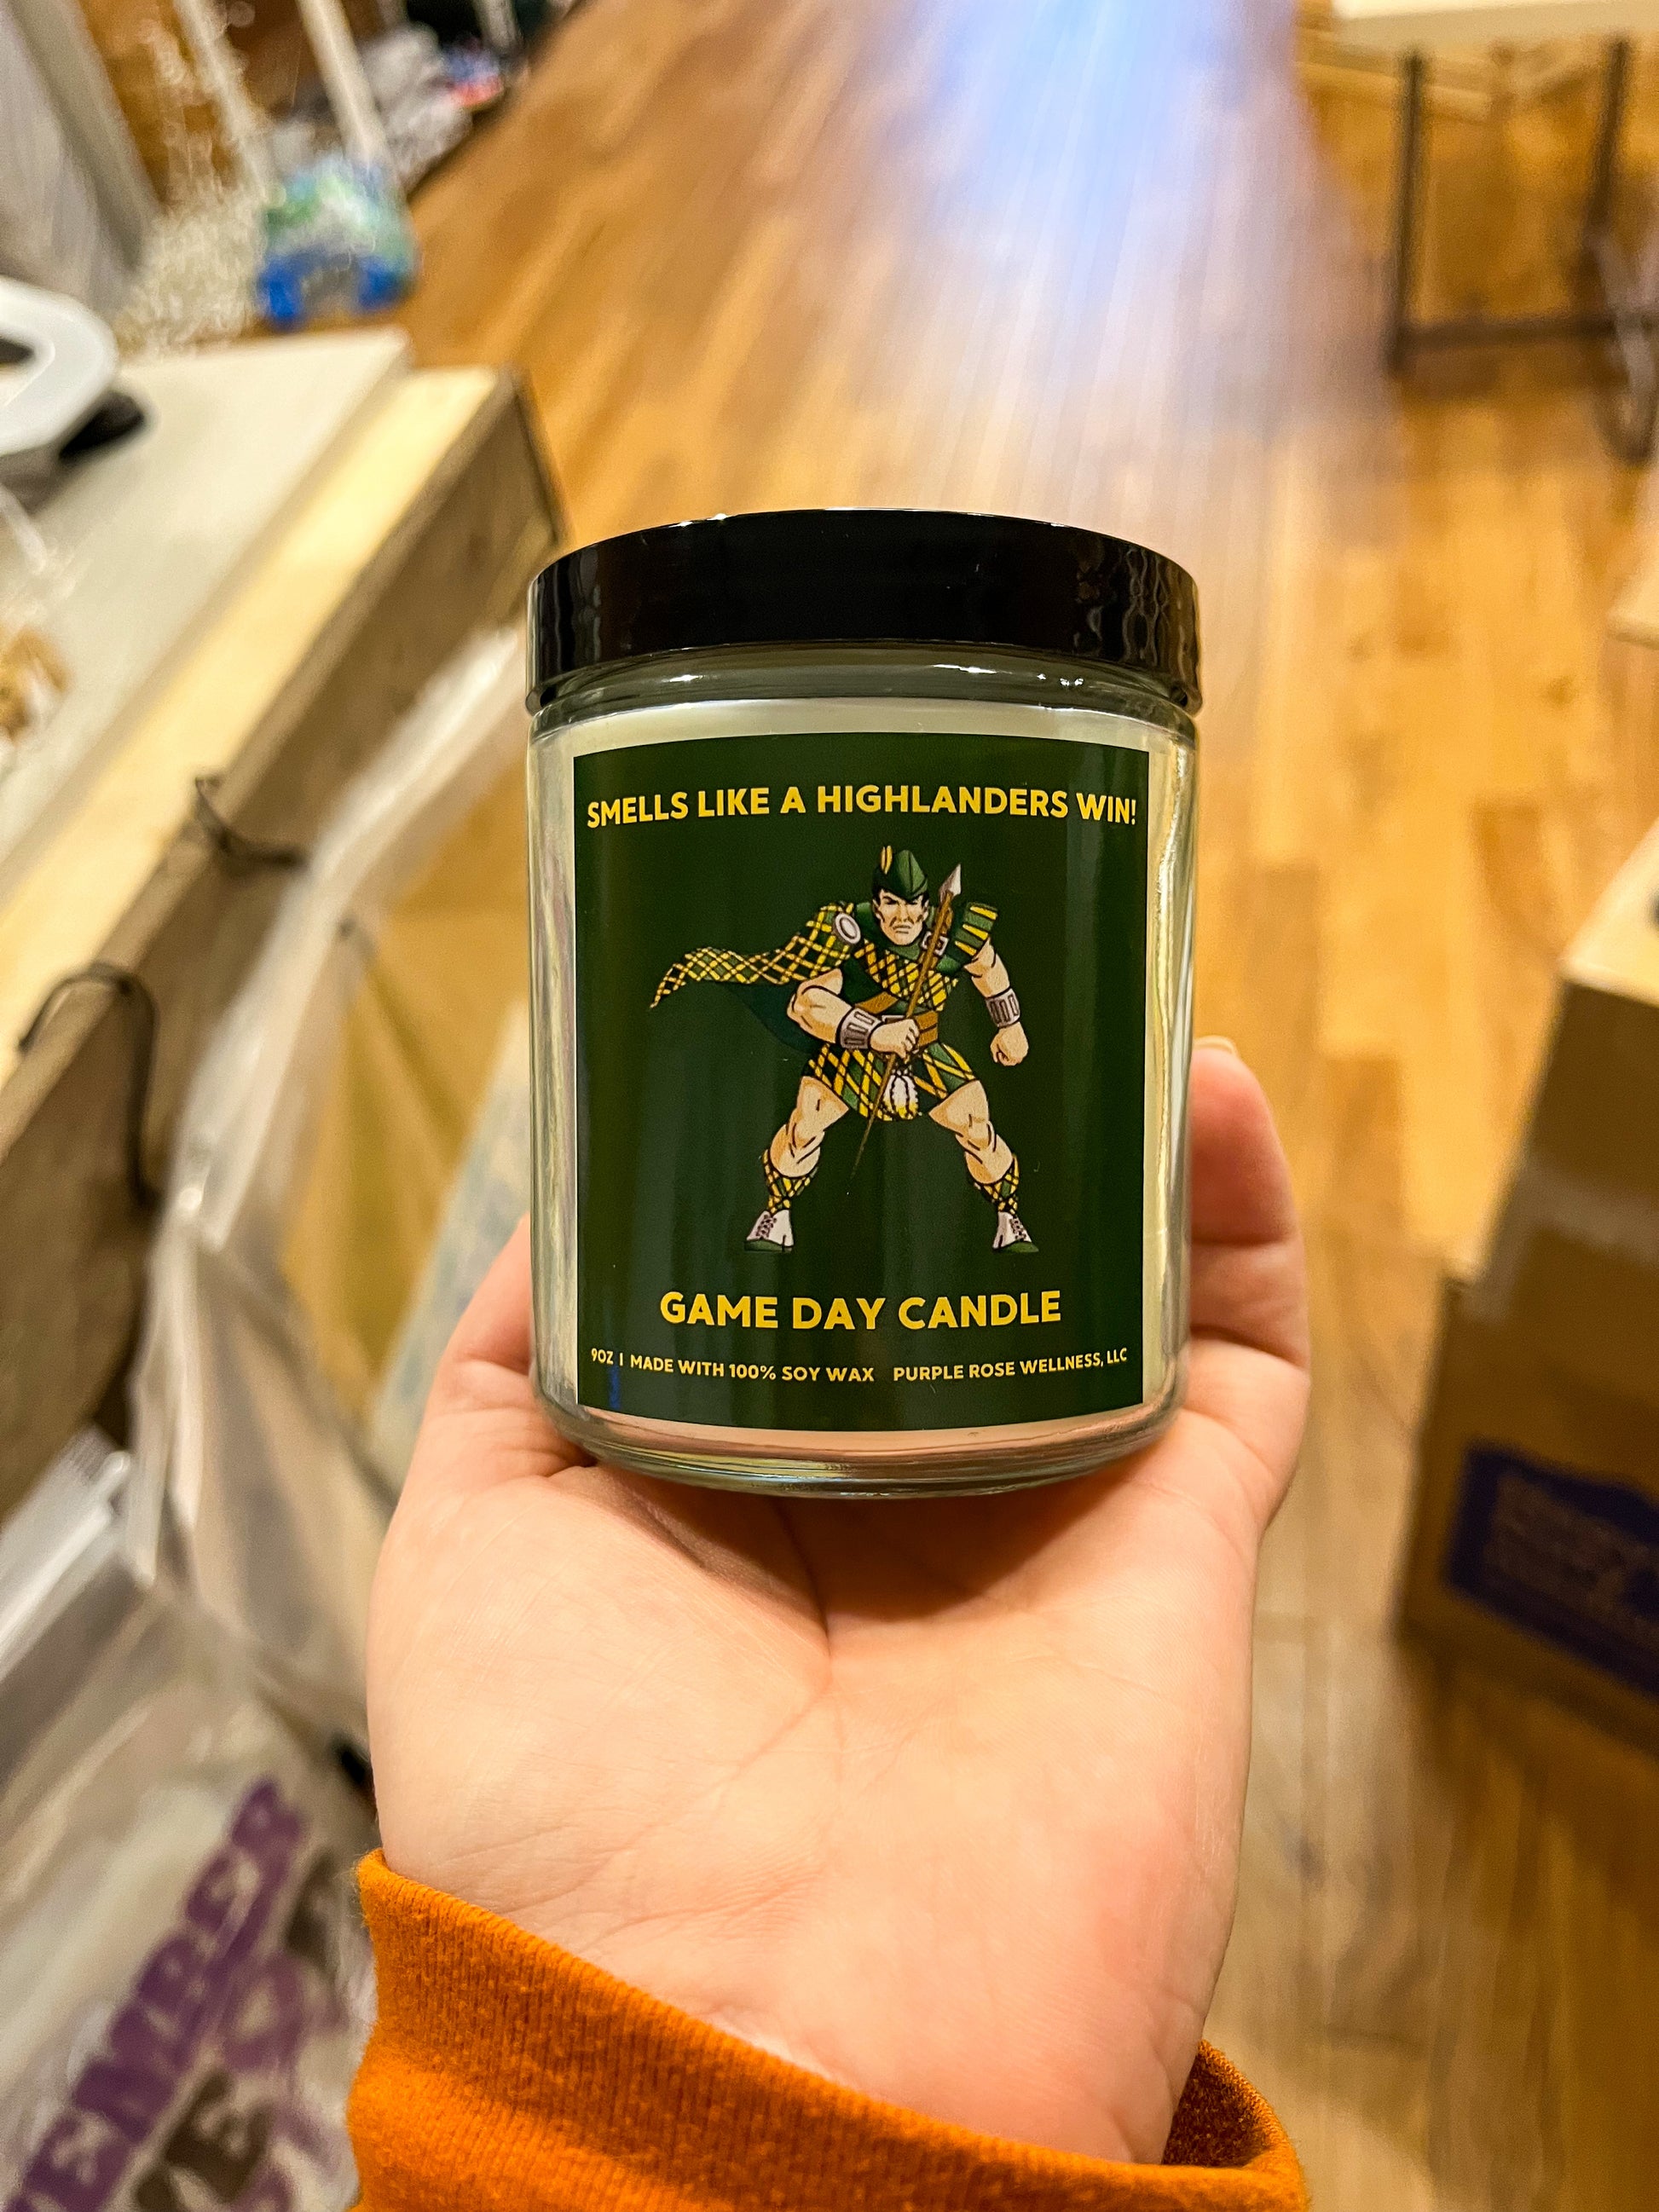 SMELLS LIKE A HIGHLANDERS WIN!
GAME DAY CANDLE
9OZ | MADE WITH 100% SOY WAX PURPLE ROSE WELLNESS, LLC